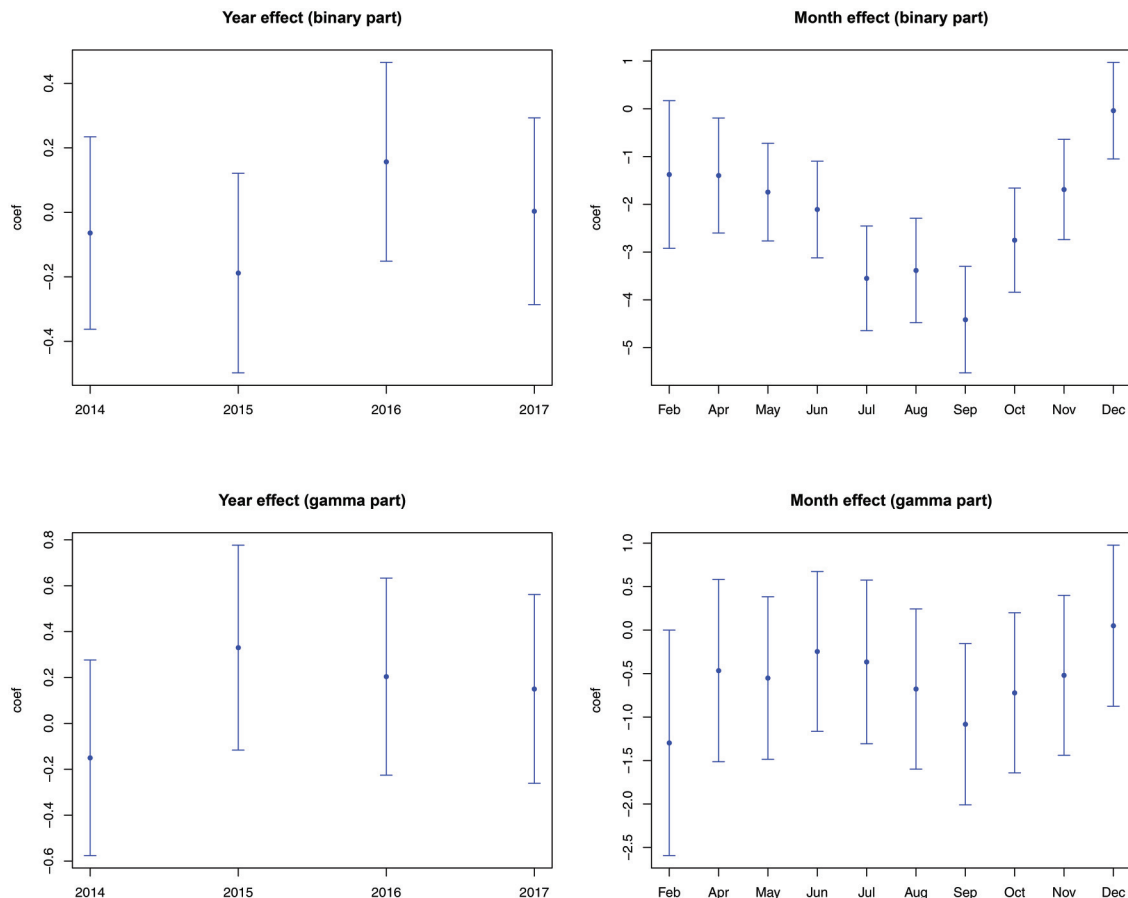 Year effect (binary part)
coef
0.4
0.2
0.0
−0.2
−0.4
2014 2015 2016 2017
Month effect (binary part)
coef
1
0
−1
−2
−3
−4
−5
Feb Apr May Jun Jul Aug Sep Oct Nov Dec
Year effect (gamma part)
coef
0.8
0.6
0.4
0.2
0.0
−0.2
−0.4
−0.6
2014 2015 2016 2017
Month effect (gamma part)
coef
1.0
0.5
0.0
−0.5
−1.0
−1.5
−2.0
−2.5
Feb Apr May Jun Jul Aug Sep Oct Nov Dec